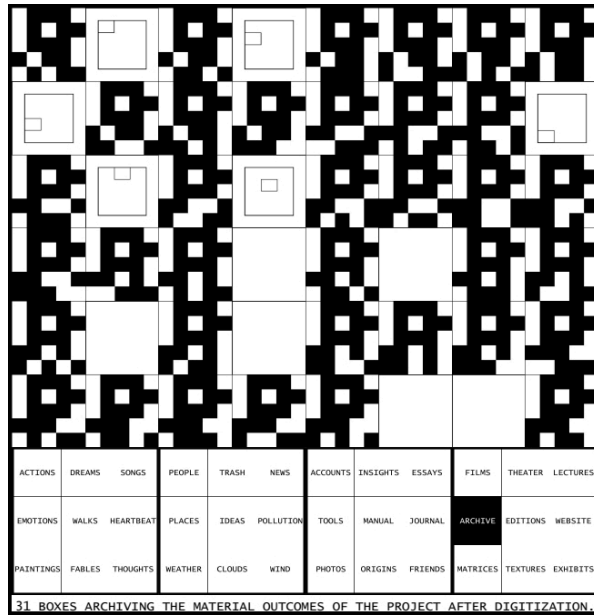 ACTIONS DREAMS SONGS PEOPLE TRASH NEWS ACCOUNTS INSIGHTS ESSAYS FILMS THEATER LECTURES
EMOTIONS WALKS HEARTBEAT PLACES IDEAS POLLUTION TOOLS MANUAL JOURNAL ARCHIVE EDITIONS WEBSITE
PAINTINGS FABLES THOUGHTS WEATHER CLOUDS WIND PHOTOS ORIGINS FRIENDS MATRICES TEXTURES EXHIBITS
31 BOXES ARCHIVING THE MATERIAL OUTCOMES OF THE PROJECT AFTER DIGITIZATION.